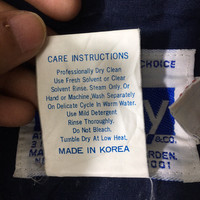 CARE INSTRUCTIONS
Professionally Dry Clean
Use Fresh Solvent or Clear
Solvent Rinse, Steam Only, Or
Hand or Machine, Wash Separately
On Delicate Cycle In Warm Water.
Use Mild Detergent
Rinse Thoroughly.
Do Not Bleach.
Tumble Dry At Low Heat.
MADE IN KOREA
CHOICE
y
&CO.